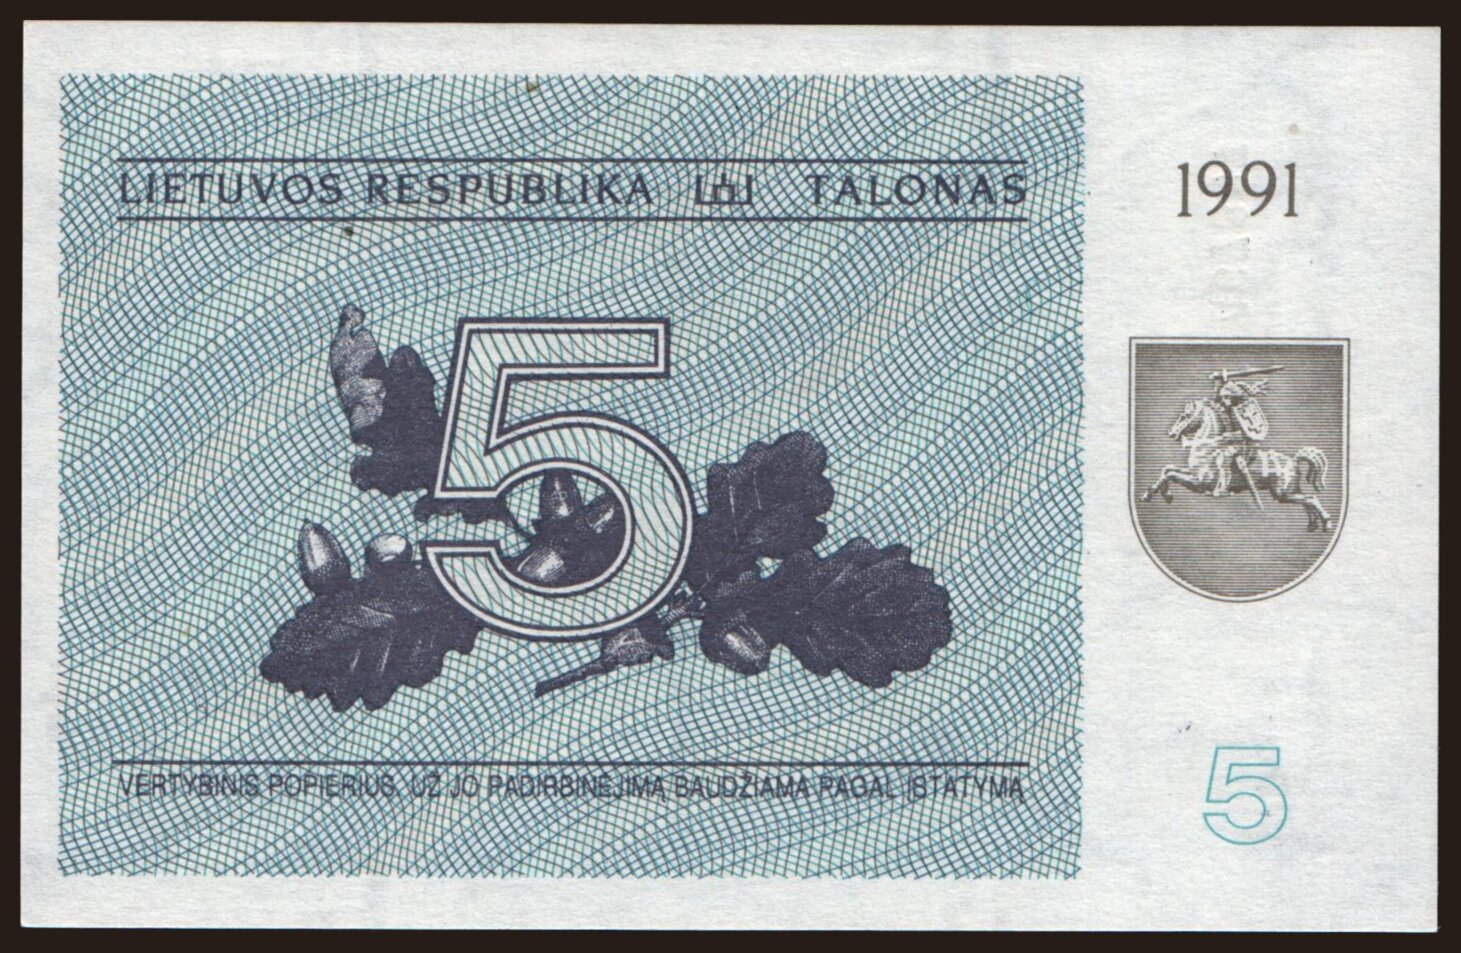 LIETUVOS RESPUBLIKA TALONAS
1991
5
VERTYBINIS POPIERIUS. UŽ JO PADIRBINĖJIMĄ BAUDŽIAMA PAGAL ĮSTATYMĄ
5